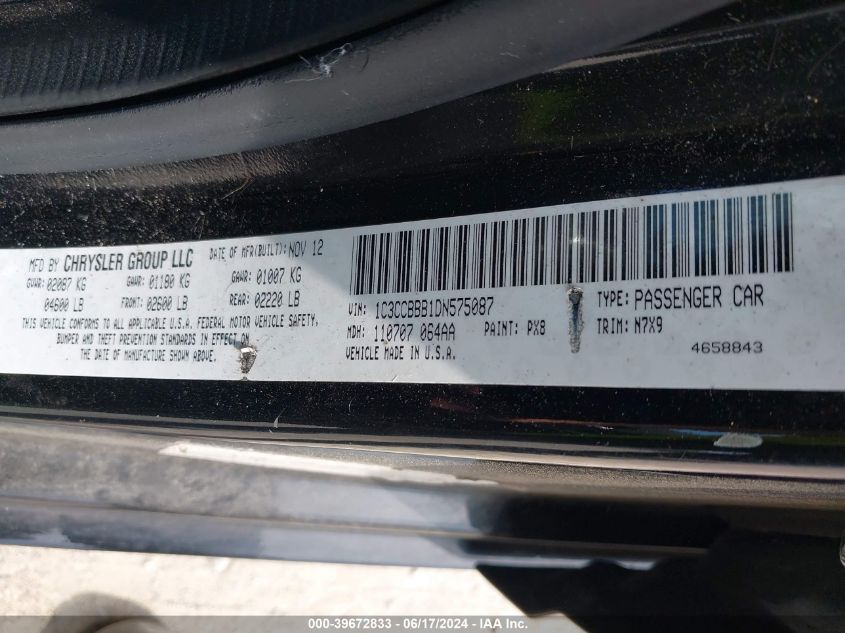 MFD BY CHRYSLER GROUP LLC DATE OF MFR(BUILT): NOV 12
GVWR: 02087 KG GAWR: 01180 KG GAWR: 01007 KG
04600 LB FRONT: 02600 LB REAR: 02220 LB
THIS VEHICLE CONFORMS TO ALL APPLICABLE U.S.A. FEDERAL MOTOR VEHICLE SAFETY,
BUMPER AND THEFT PREVENTION STANDARDS IN EFFECT ON
THE DATE OF MANUFACTURE SHOWN ABOVE.
VIN: 1C3CCBBB1DN575087 TYPE: PASSENGER CAR
MDH: 110707 064AA PAINT: PX8 TRIM: N7X9
VEHICLE MADE IN U.S.A. 4658843
000-39672833 - 06/17/2024 - IAA Inc.